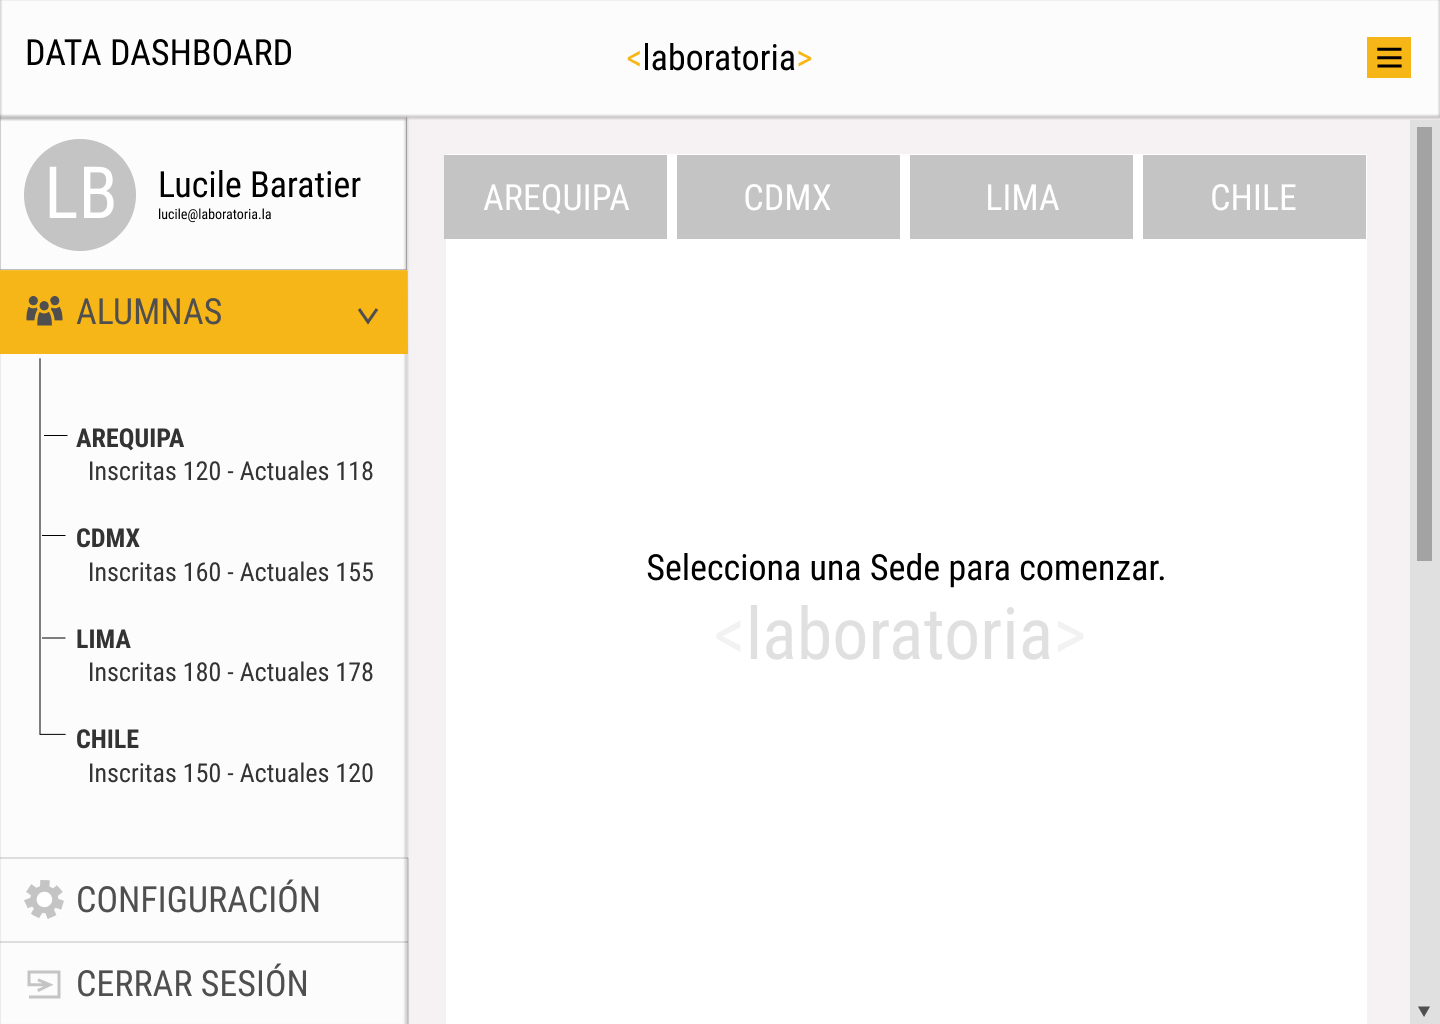 DATA DASHBOARD
<laboratoria>
LB
Lucile Baratier
lucile@laboratoria.la
ALUMNAS
AREQUIPA
Inscritas 120 - Actuales 118
CDMX
Inscritas 160 - Actuales 155
LIMA
Inscritas 180 - Actuales 178
CHILE
Inscritas 150 - Actuales 120
CONFIGURACIÓN
CERRAR SESIÓN
AREQUIPA
CDMX
LIMA
CHILE
Selecciona una Sede para comenzar.
<laboratoria>